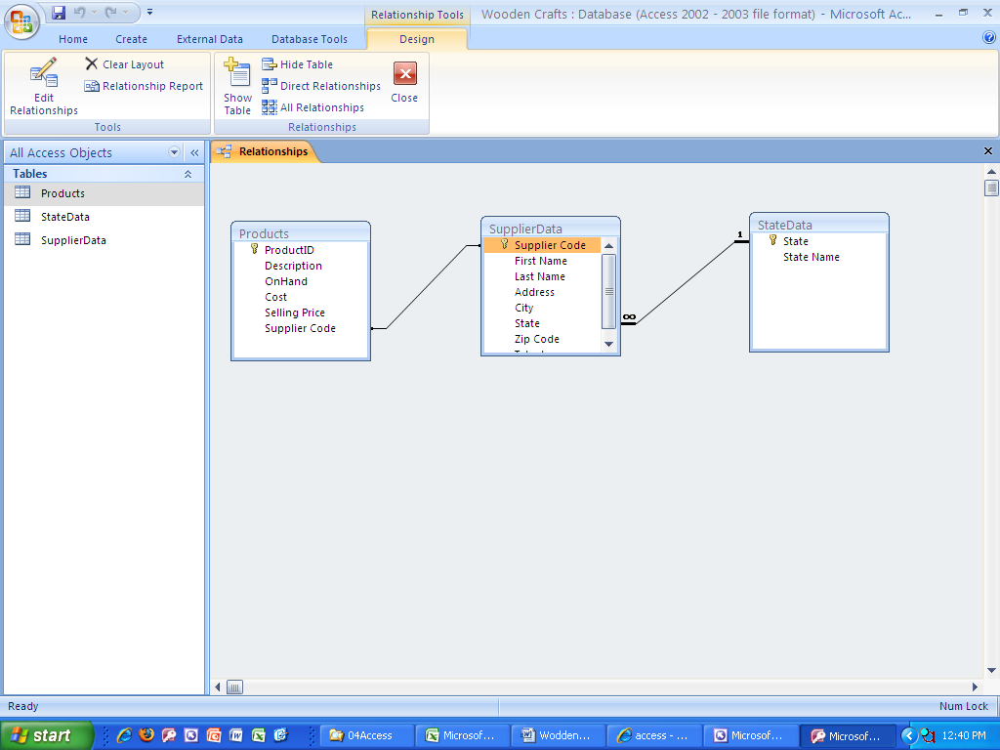 Relationship Tools
Wooden Crafts : Database (Access 2002 - 2003 file format) - Microsoft Ac...
Home
Create
External Data
Database Tools
Design
Edit
Relationships
Clear Layout
Relationship Report
Tools
Show
Table
Hide Table
Direct Relationships
All Relationships
Close
Relationships
All Access Objects
Tables
Products
StateData
SupplierData
Relationships
Products
ProductID
Description
OnHand
Cost
Selling Price
Supplier Code
SupplierData
Supplier Code
First Name
Last Name
Address
City
State
Zip Code
∞
1
StateData
State
State Name
Ready
Num Lock
start
04Access
Microsof...
Wodden...
access - ...
Microsof...
Microsof...
12:40 PM